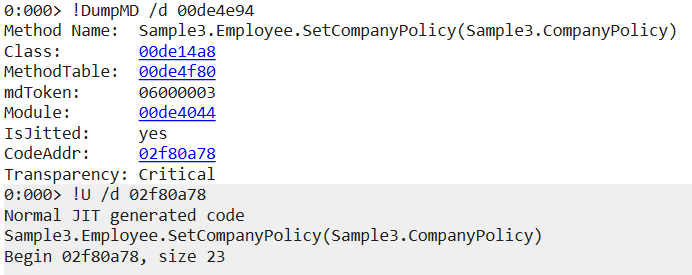 0:000> !DumpMD /d 00de4e94
Method Name:  Sample3.Employee.SetCompanyPolicy(Sample3.CompanyPolicy)
Class:        00de14a8
MethodTable:  00de4f80
mdToken:      06000003
Module:       00de4044
IsJitted:     yes
CodeAddr:     02f80a78
Transparency: Critical
0:000> !U /d 02f80a78
Normal JIT generated code
Sample3.Employee.SetCompanyPolicy(Sample3.CompanyPolicy)
Begin 02f80a78, size 23